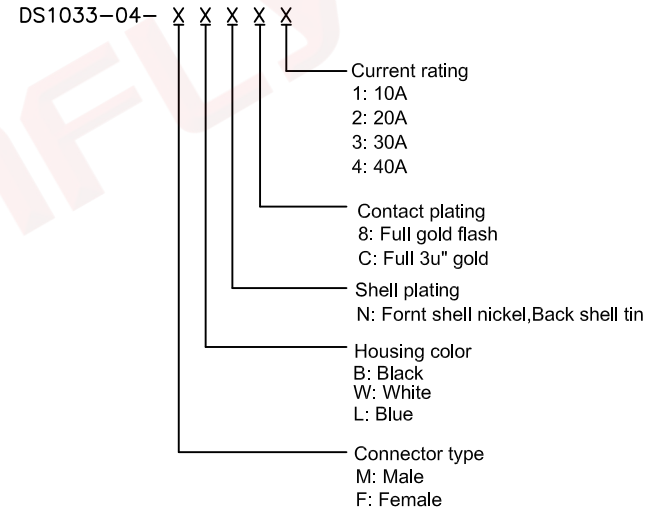 DS1033-04- X X X X X
Current rating
1: 10A
2: 20A
3: 30A
4: 40A
Contact plating
8: Full gold flash
C: Full 3u" gold
Shell plating
N: Fornt shell nickel,Back shell tin
Housing color
B: Black
W: White
L: Blue
Connector type
M: Male
F: Female